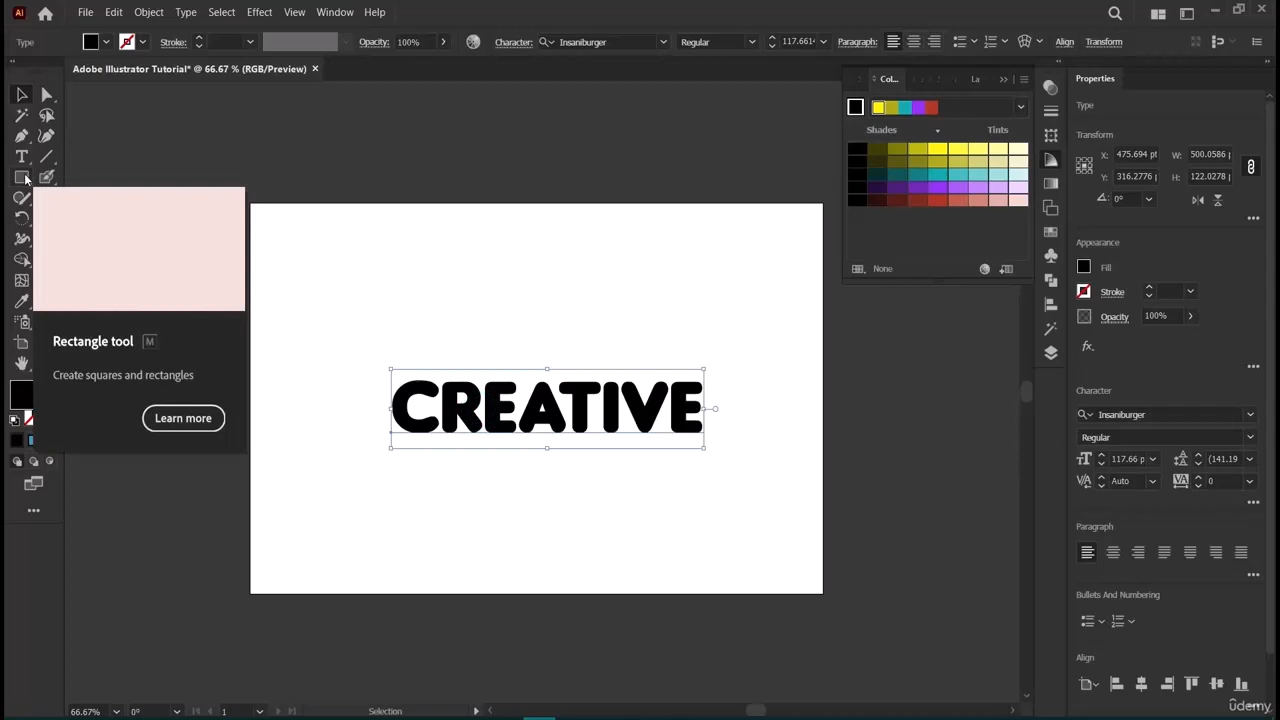 Ai File Edit Object Type Select Effect View Window Help
Type Stroke: Opacity: 100% Character: Insaniburger Regular 117.661 Paragraph: Align Transform
Adobe Illustrator Tutorial* @ 66.67 % (RGB/Preview) ×
Col... La
Properties
Type
Shades Tints
Transform
X: 475.694 pt W: 500.0586
Y: 316.2776 pt H: 122.0278
0°
Appearance
Fill
Stroke
Opacity 100%
fx.
None
Rectangle tool M
Create squares and rectangles
Learn more
CREATIVE
Character
Insaniburger
Regular
117.66 p (141.19
Auto 0
Paragraph
Bullets And Numbering
Align
66.67% 0° 1 Selection
udemy